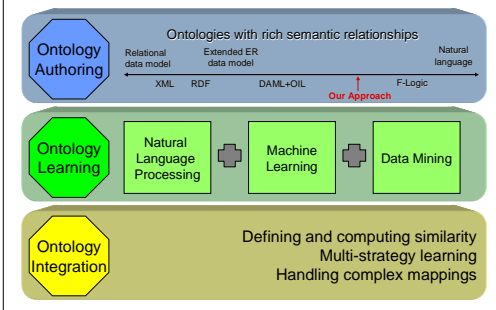 Ontology
Authoring
Ontologies with rich semantic relationships
Relational
data model
Extended ER
data model
Natural
language
XML
RDF
DAML+OIL
F-Logic
Our Approach
Ontology
Learning
Natural
Language
Processing
Machine
Learning
Data Mining
Ontology
Integration
Defining and computing similarity
Multi-strategy learning
Handling complex mappings